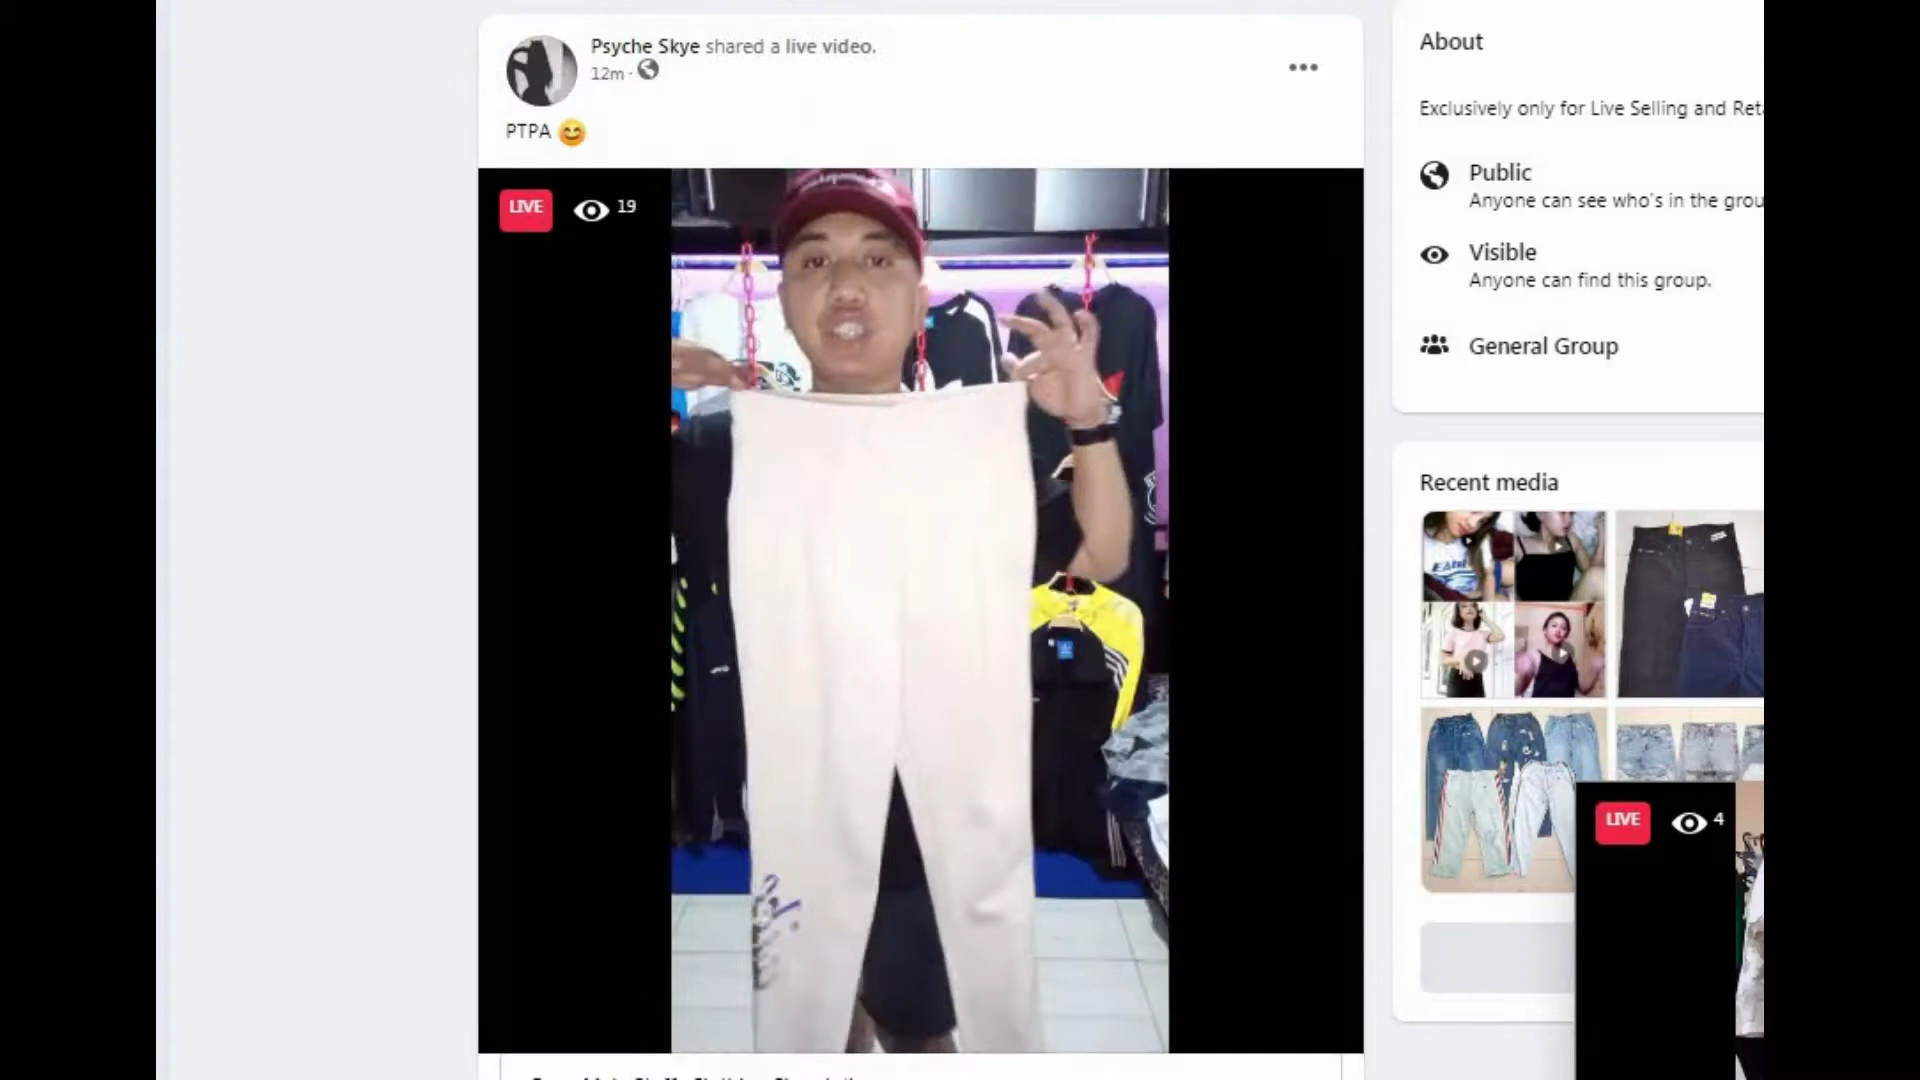 Psyche Skye shared a live video.
12m ·
PTPA 😊
LIVE 19
About
Exclusively only for Live Selling and Reta
Public
Anyone can see who's in the grou
Visible
Anyone can find this group.
General Group
Recent media
LIVE 4